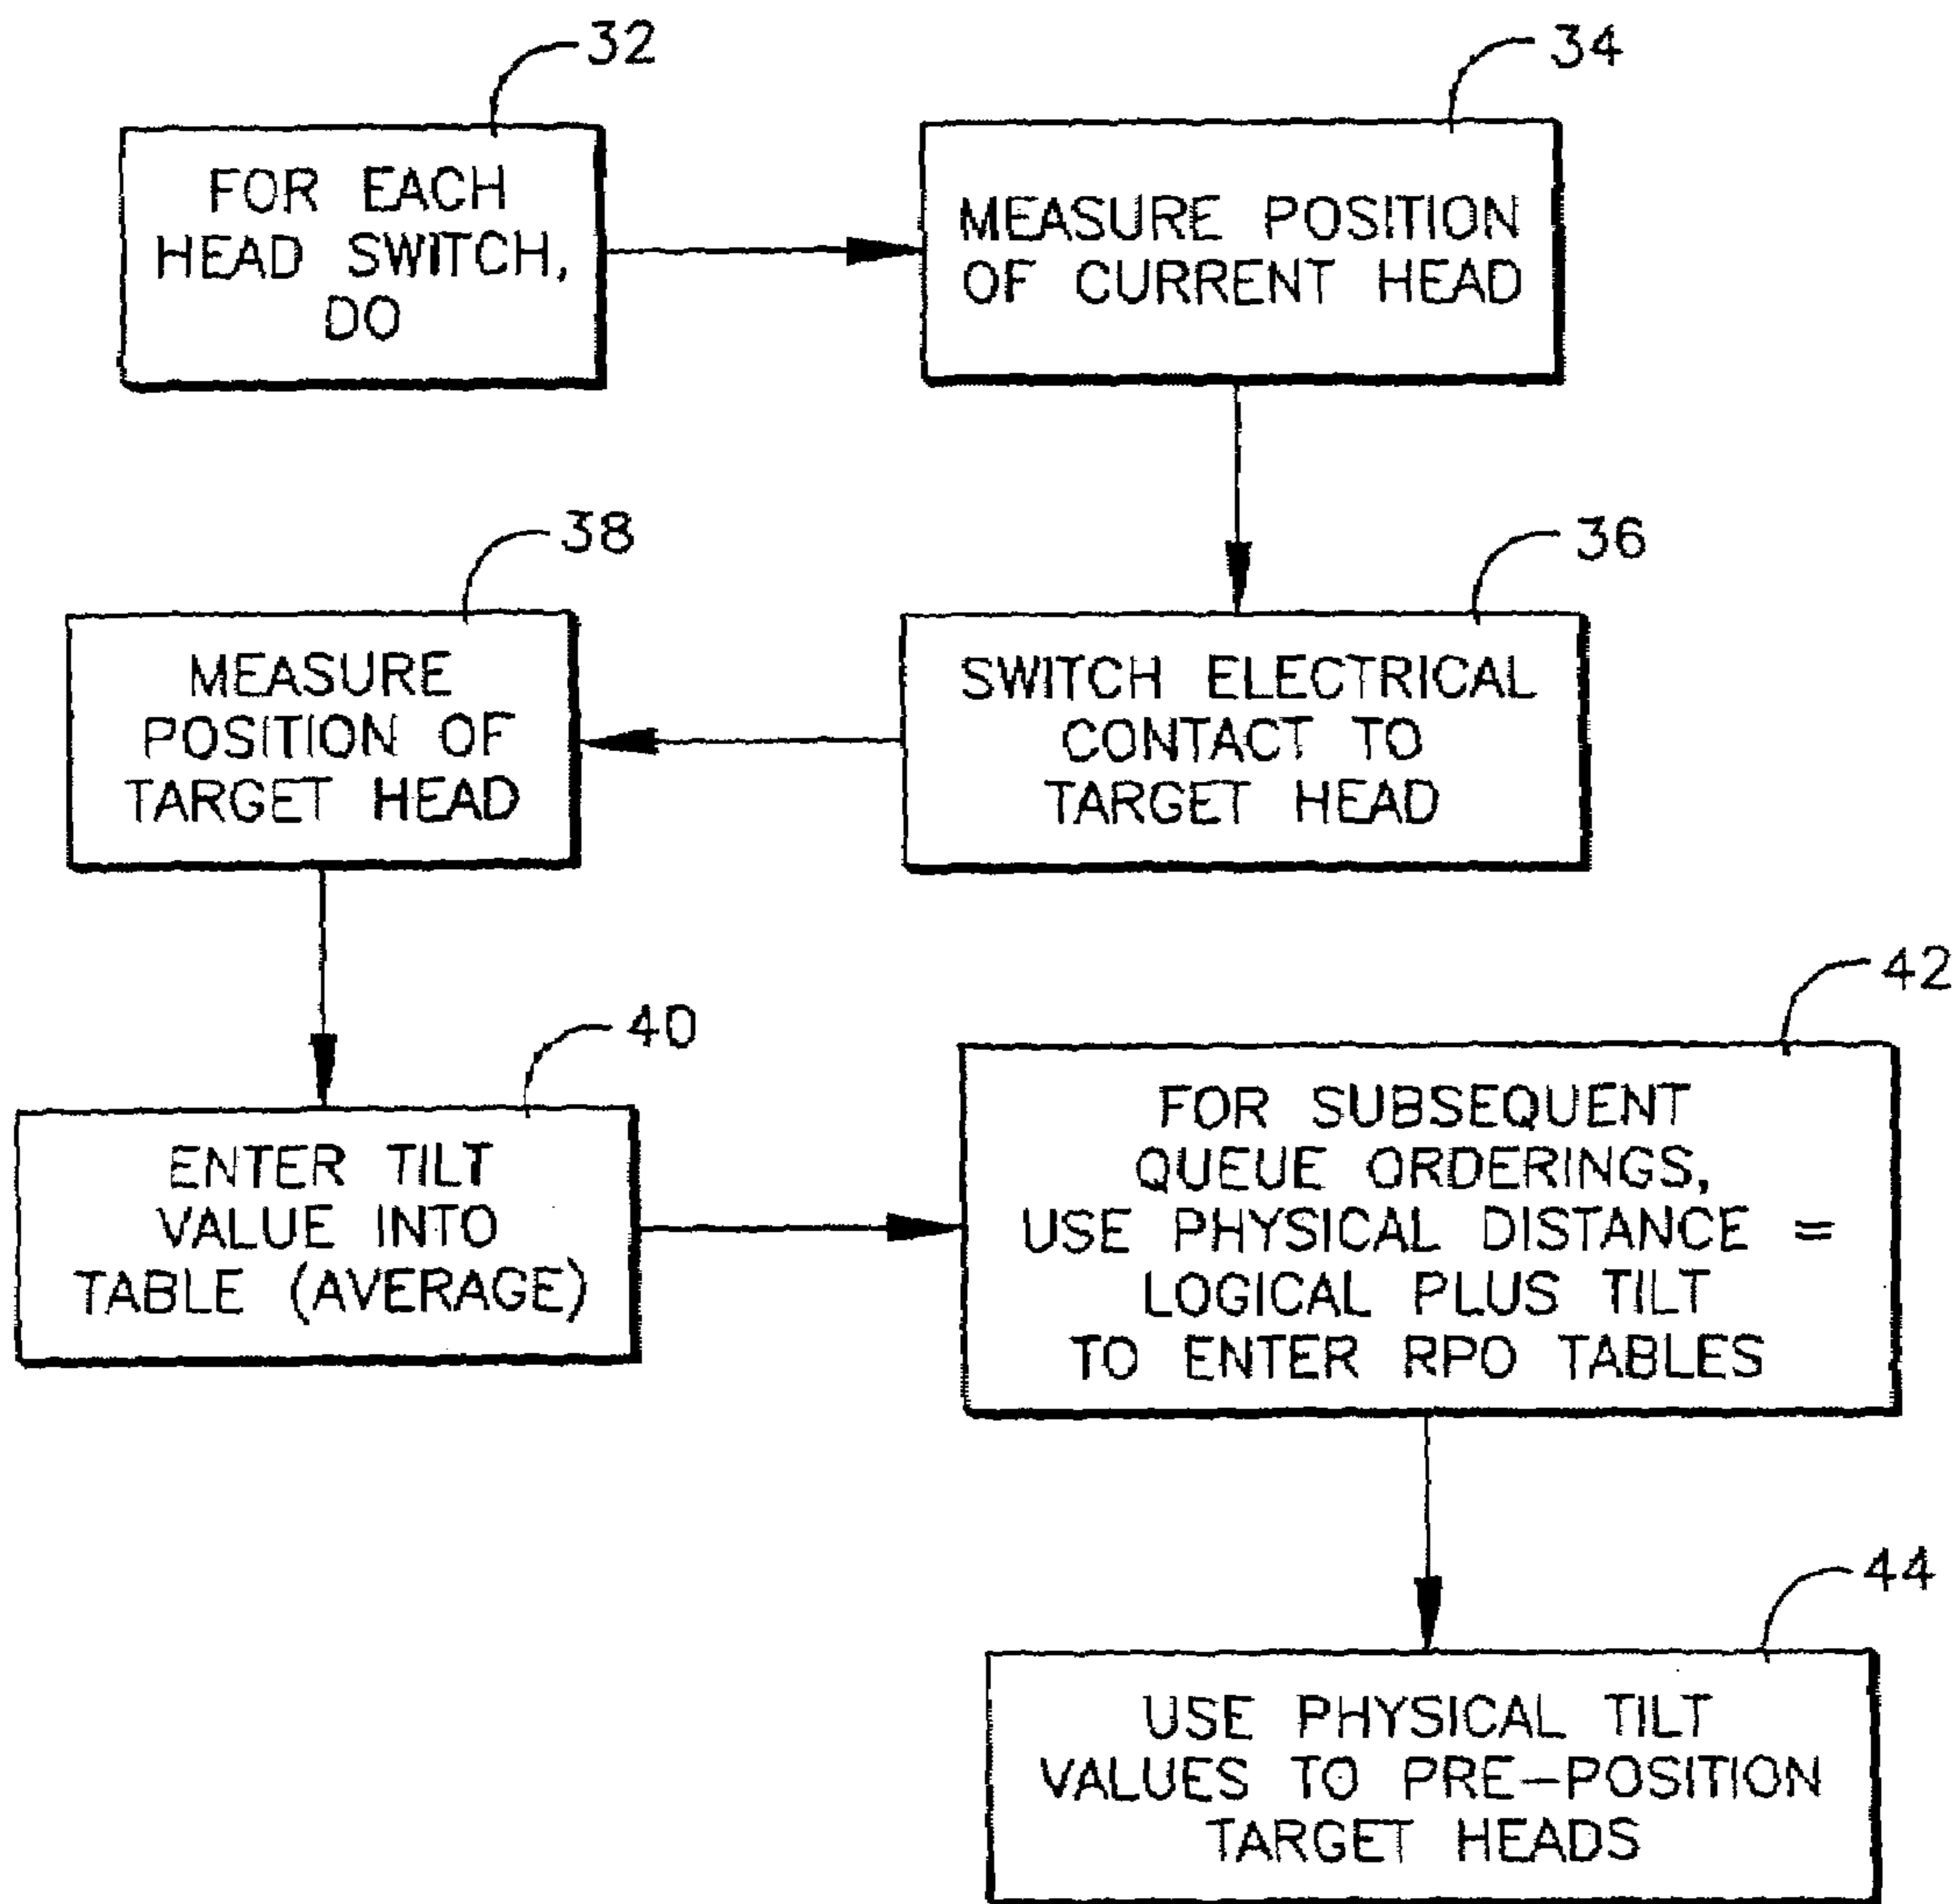 32
FOR EACH
HEAD SWITCH,
DO
34
MEASURE POSITION
OF CURRENT HEAD
36
SWITCH ELECTRICAL
CONTACT TO
TARGET HEAD
38
MEASURE
POSITION OF
TARGET HEAD
40
ENTER TILT
VALUE INTO
TABLE (AVERAGE)
42
FOR SUBSEQUENT
QUEUE ORDERINGS,
USE PHYSICAL DISTANCE =
LOGICAL PLUS TILT
TO ENTER RPO TABLES
44
USE PHYSICAL TILT
VALUES TO PRE-POSITION
TARGET HEADS